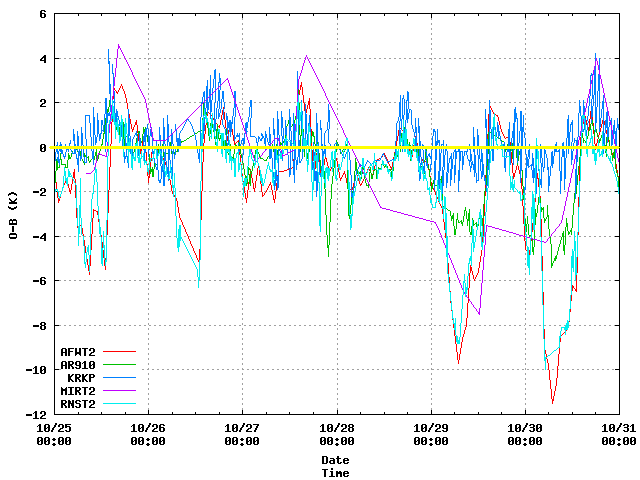 6
4
2
0
-2
-4
-6
-8
-10
-12
O-B (K)
AFWT2
AR910
KRKP
MIRT2
RNST2
10/25 10/26 10/27 10/28 10/29 10/30 10/31
00:00 00:00 00:00 00:00 00:00 00:00 00:00
Date
Time